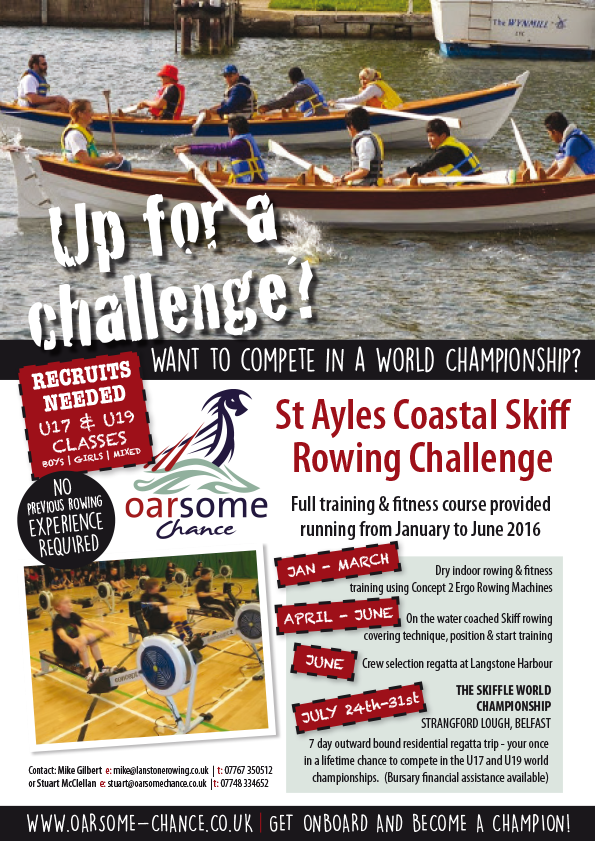 The WYNMILL
Up for a
challenge?
WANT TO COMPETE IN A WORLD CHAMPIONSHIP?
RECRUITS
NEEDED
U17 & U19
CLASSES
BOYS | GIRLS | MIXED
NO
PREVIOUS ROWING
EXPERIENCE
REQUIRED
oarsome
Chance
St Ayles Coastal Skiff
Rowing Challenge
Full training & fitness course provided
running from January to June 2016
JAN - MARCH
Dry indoor rowing & fitness
training using Concept 2 Ergo Rowing Machines
APRIL - JUNE
On the water coached Skiff rowing
covering technique, position & start training
JUNE
Crew selection regatta at Langstone Harbour
JULY 24th-31st
THE SKIFFLE WORLD
CHAMPIONSHIP
STRANGFORD LOUGH, BELFAST
7 day outward bound residential regatta trip - your once
in a lifetime chance to compete in the U17 and U19 world
championships. (Bursary financial assistance available)
Contact: Mike Gilbert e: mike@lanstonerowing.co.uk | t: 07767 350512
or Stuart McClellan e: stuart@oarsomechance.co.uk | t: 07748 334652
WWW.OARSOME-CHANCE.CO.UK | GET ONBOARD AND BECOME A CHAMPION!